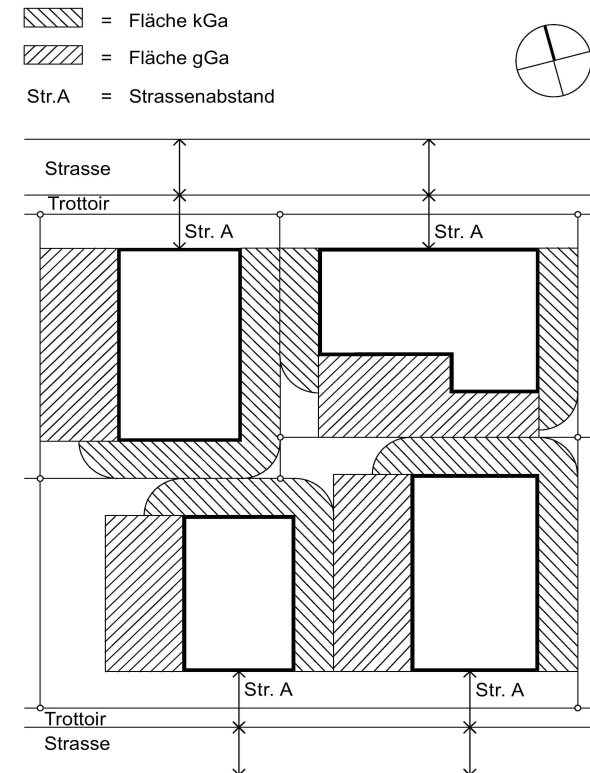 = Fläche kGa
= Fläche gGa
Str.A = Strassenabstand
Strasse
Trottoir
Str. A Str. A
Str. A Str. A
Trottoir
Strasse